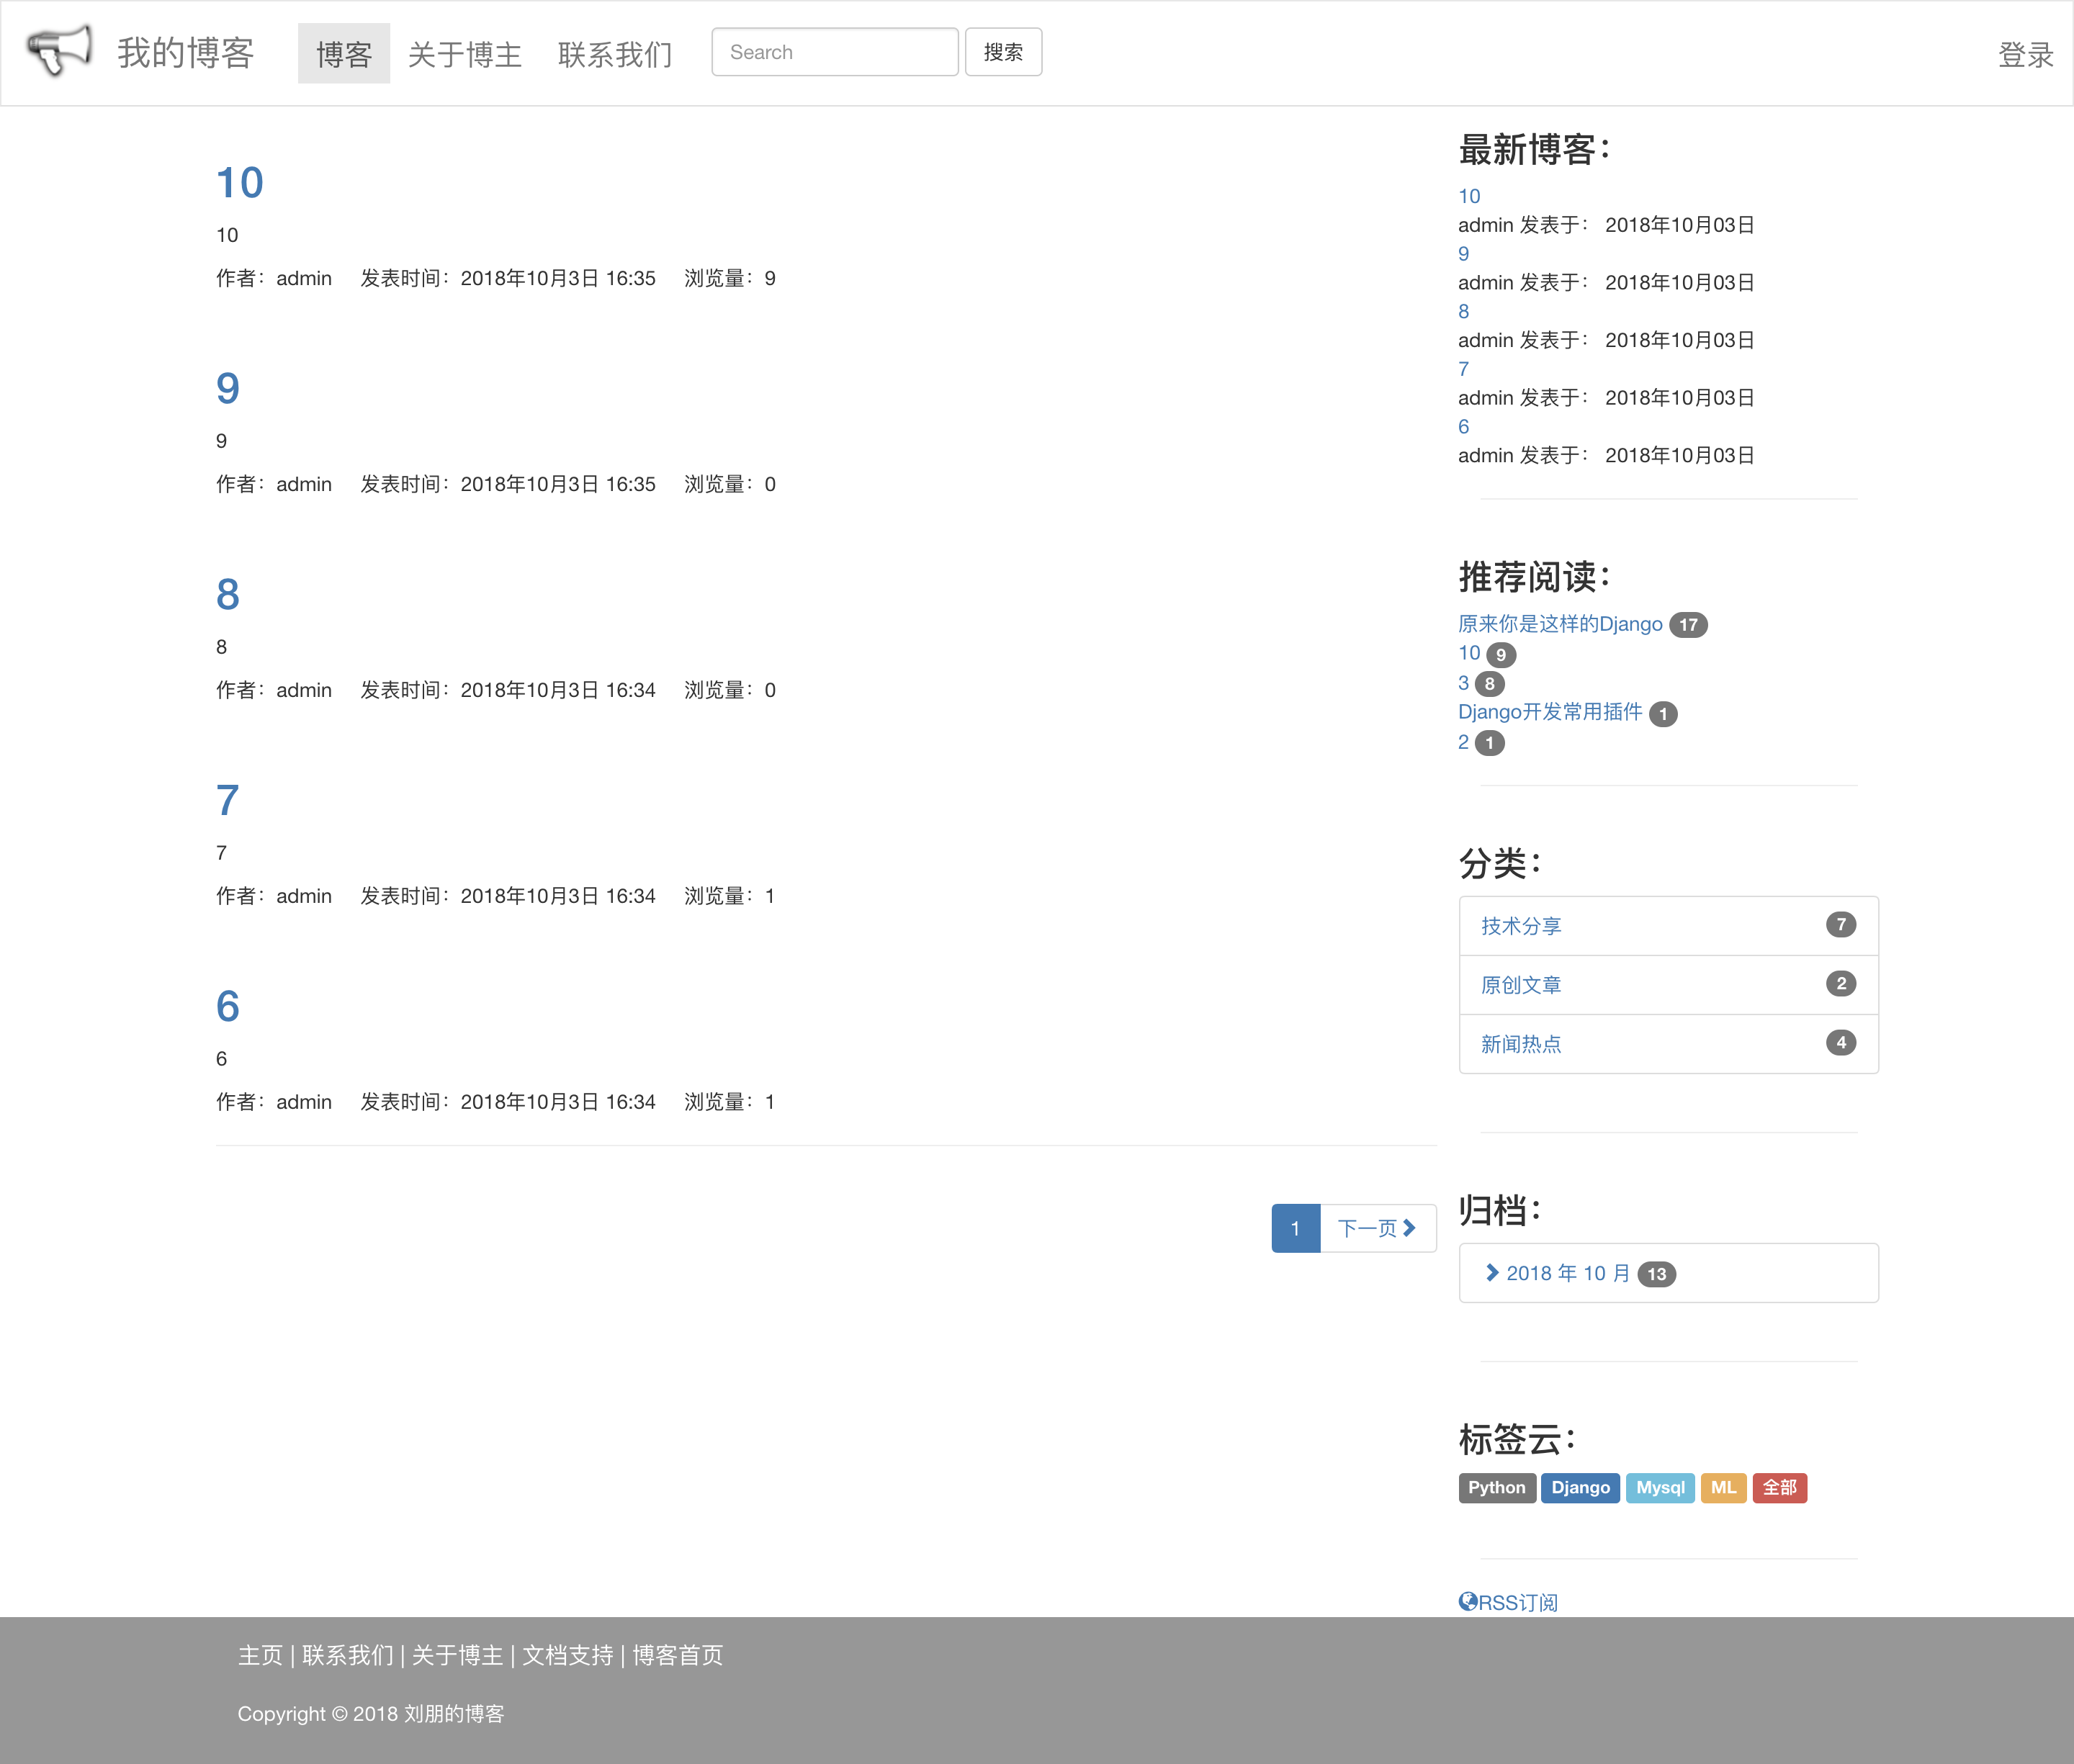 我的博客 博客 关于博主 联系我们 Search 搜索 登录
10
10
作者：admin 发表时间：2018年10月3日 16:35 浏览量：9
9
9
作者：admin 发表时间：2018年10月3日 16:35 浏览量：0
8
8
作者：admin 发表时间：2018年10月3日 16:34 浏览量：0
7
7
作者：admin 发表时间：2018年10月3日 16:34 浏览量：1
6
6
作者：admin 发表时间：2018年10月3日 16:34 浏览量：1
1 下一页
最新博客：
10
admin 发表于： 2018年10月03日
9
admin 发表于： 2018年10月03日
8
admin 发表于： 2018年10月03日
7
admin 发表于： 2018年10月03日
6
admin 发表于： 2018年10月03日
推荐阅读：
原来你是这样的Django 17
10 9
3 8
Django开发常用插件 1
2 1
分类：
技术分享 7
原创文章 2
新闻热点 4
归档：
2018 年 10 月 13
标签云：
Python Django Mysql ML 全部
RSS订阅
主页 | 联系我们 | 关于博主 | 文档支持 | 博客首页
Copyright © 2018 刘朋的博客